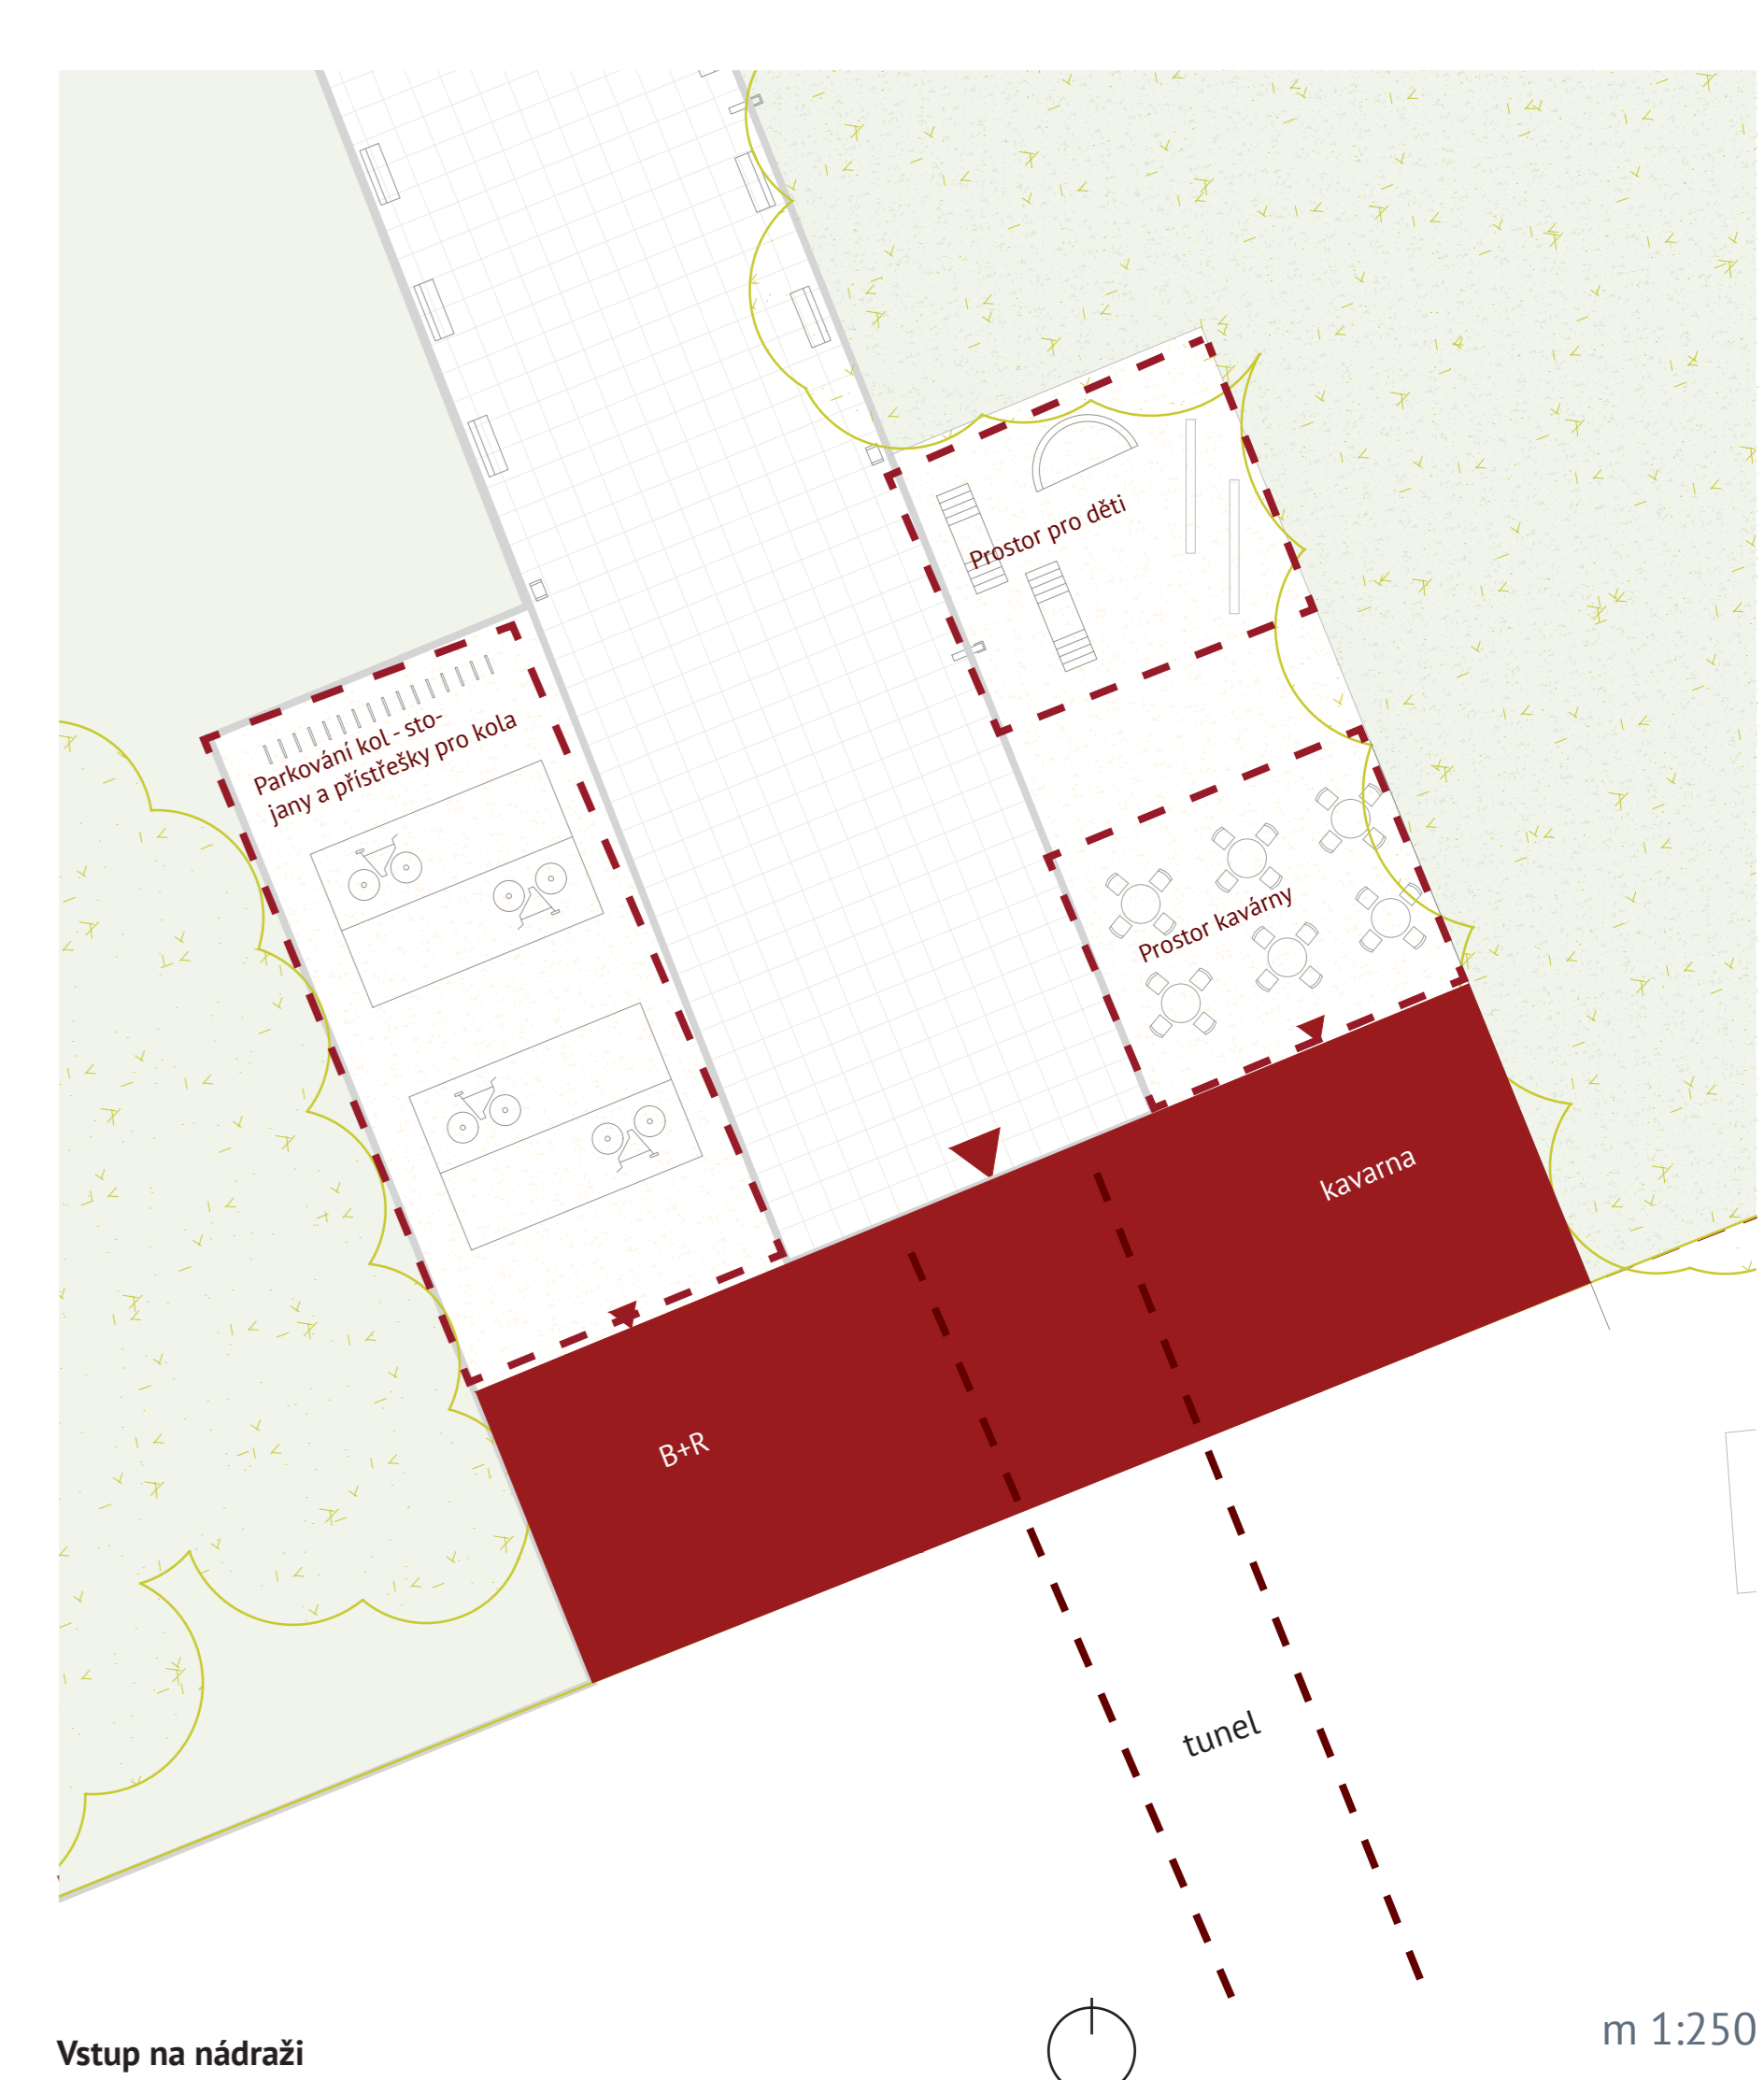 Prostor pro děti
Parkování kol - sto-
jany a přístřešky pro kola
Prostor kavárny
kavarna
B+R
tunel
Vstup na nádraži
m 1:250